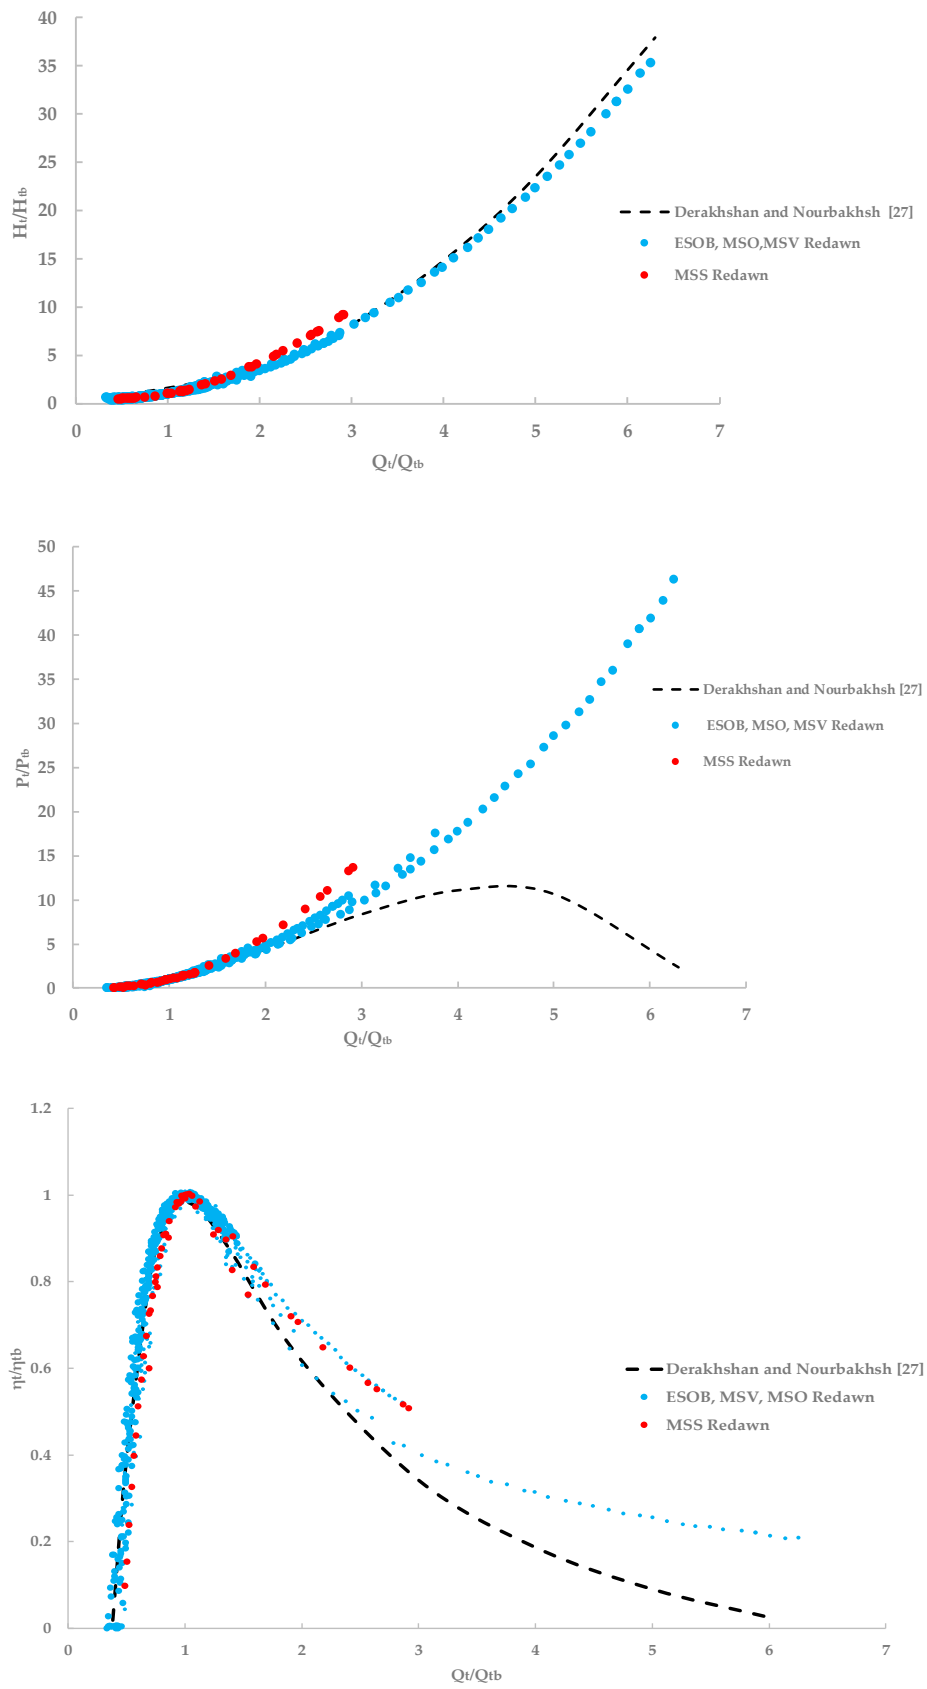 40
35
30
25
20
15
10
5
0
Ht/Htb
0 1 2 3 4 5 6 7
Qt/Qtb
Derakhshan and Nourbakhsh [27]
ESOB, MSO,MSV Redawn
MSS Redawn
50
45
40
35
30
25
20
15
10
5
0
Pt/Ptb
0 1 2 3 4 5 6 7
Qt/Qtb
Derakhshan and Nourbakhsh [27]
ESOB, MSO, MSV Redawn
MSS Redawn
1.2
1
0.8
0.6
0.4
0.2
0
ηt/ηtb
0 1 2 3 4 5 6 7
Qt/Qtb
Derakhshan and Nourbakhsh [27]
ESOB, MSV, MSO Redawn
MSS Redawn